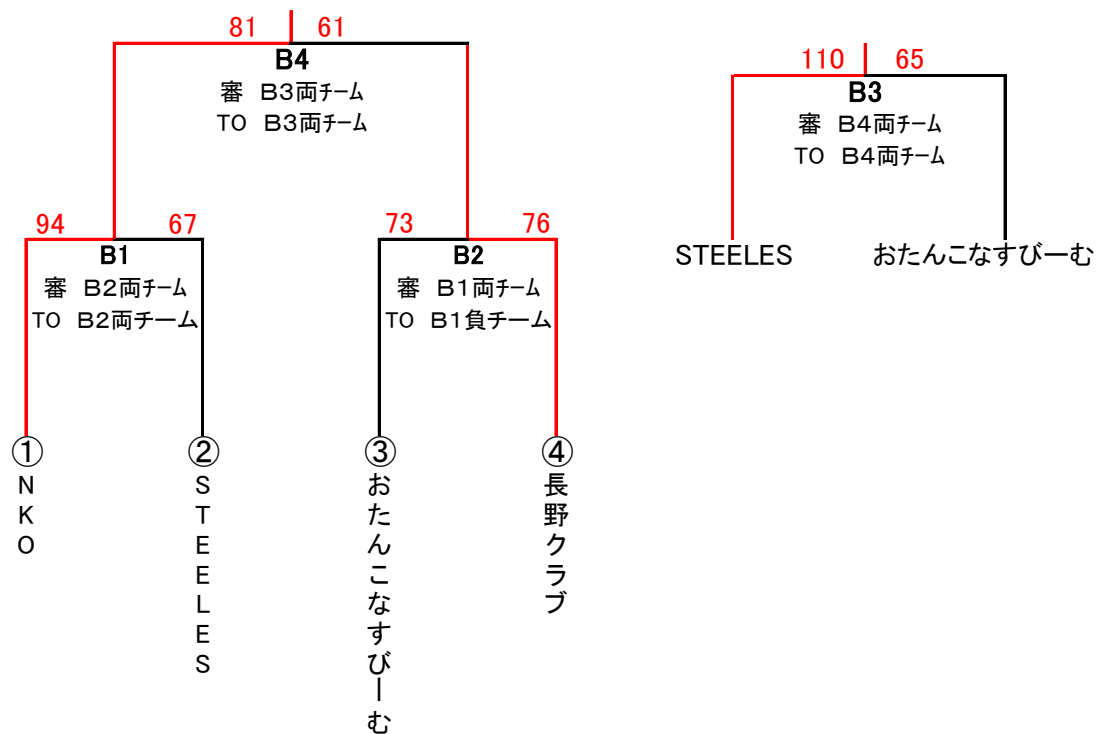 81 61
B4
審 B3両ﾁｰﾑ
TO B3両ﾁｰﾑ
110 65
B3
審 B4両ﾁｰﾑ
TO B4両ﾁｰﾑ
STEELES おたんこなすびーむ
94 67
B1
審 B2両ﾁｰﾑ
TO B2両チーム
73 76
B2
審 B1両ﾁｰﾑ
TO B1負チーム
①
NKO
②
STEELES
③
おたんこなすびーむ
④
長野クラブ